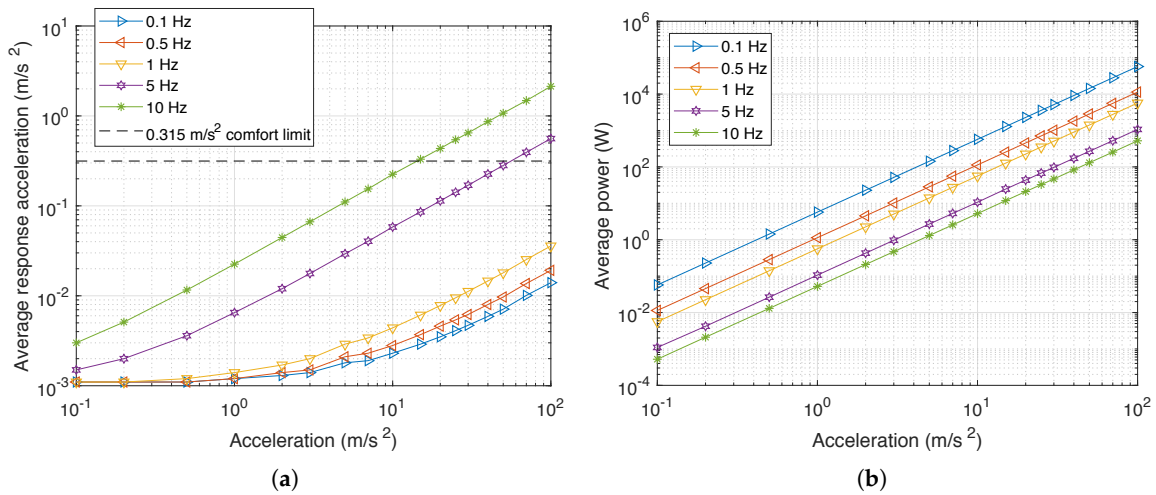 0.1 Hz
0.5 Hz
1 Hz
5 Hz
10 Hz
0.315 m/s² comfort limit
Average response acceleration (m/s ²)
10¹
10⁰
10⁻¹
10⁻²
10⁻³
10⁻¹ 10⁰ 10¹ 10²
Acceleration (m/s ²)
(a)
0.1 Hz
0.5 Hz
1 Hz
5 Hz
10 Hz
Average power (W)
10⁶
10⁴
10²
10⁰
10⁻²
10⁻⁴
10⁻¹ 10⁰ 10¹ 10²
Acceleration (m/s ²)
(b)